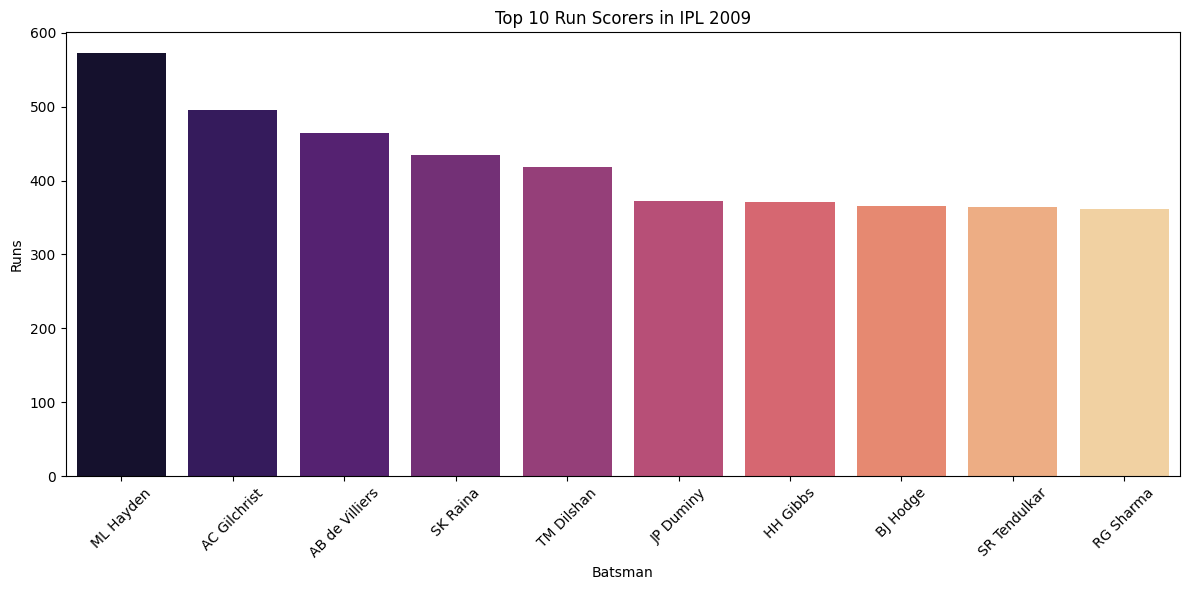 Top 10 Run Scorers in IPL 2009
600
500
400
300
200
100
0
Runs
ML Hayden
AC Gilchrist
AB de Villiers
SK Raina
TM Dilshan
JP Duminy
HH Gibbs
BJ Hodge
SR Tendulkar
RG Sharma
Batsman